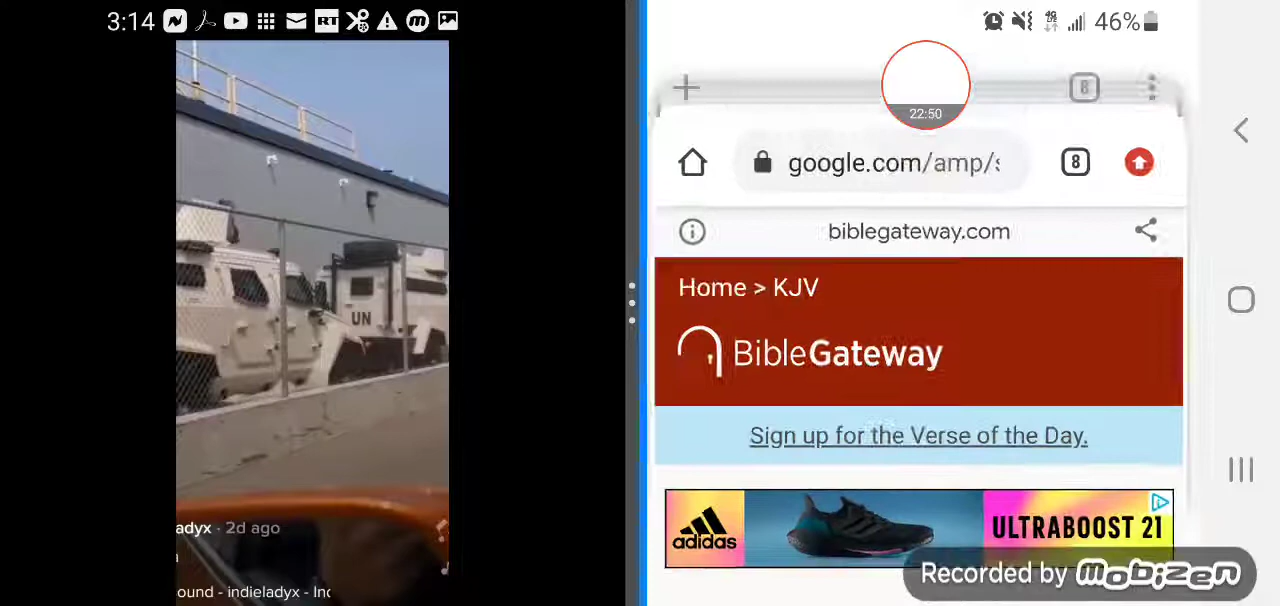 3:14
RT
46%
8
22:50
google.com/amp/s
8
biblegateway.com
Home > KJV
BibleGateway
Sign up for the Verse of the Day.
adidas
ULTRABOOST 21
Recorded by mobizen
UN
adyx · 2d ago
ound - indieladyx - Inc